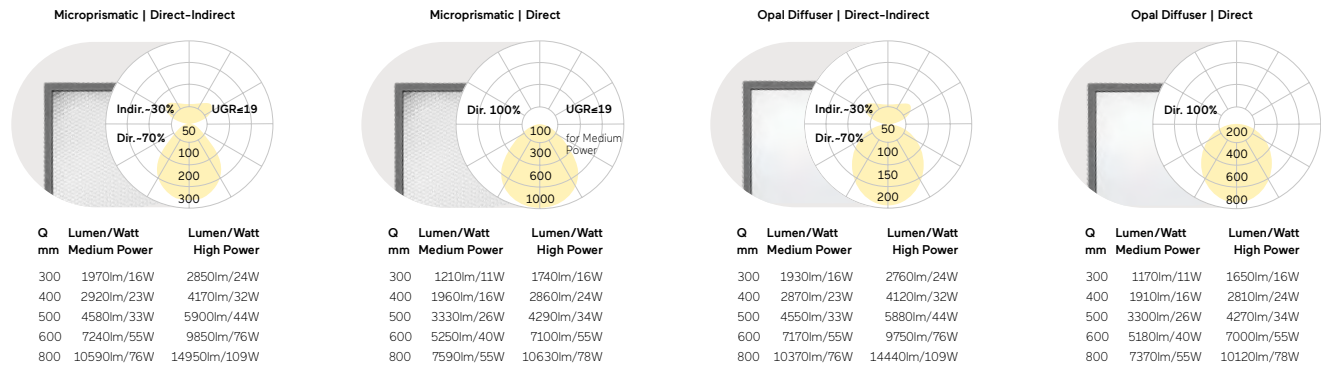 Microprismatic | Direct-Indirect
Indir.~30%
UGR≤19
Dir.~70%
50
100
200
300
Q Lumen/Watt Lumen/Watt
mm Medium Power High Power
300 1970lm/16W 2850lm/24W
400 2920lm/23W 4170lm/32W
500 4580lm/33W 5900lm/44W
600 7240lm/55W 9850lm/76W
800 10590lm/76W 14950lm/109W
Microprismatic | Direct
Dir. 100%
UGR≤19
for Medium
Power
100
300
600
1000
Q Lumen/Watt Lumen/Watt
mm Medium Power High Power
300 1210lm/11W 1740lm/16W
400 1960lm/16W 2860lm/24W
500 3330lm/26W 4290lm/34W
600 5250lm/40W 7100lm/55W
800 7590lm/55W 10630lm/78W
Opal Diffuser | Direct-Indirect
Indir.~30%
Dir.~70%
50
100
150
200
Q Lumen/Watt Lumen/Watt
mm Medium Power High Power
300 1930lm/16W 2760lm/24W
400 2870lm/23W 4120lm/32W
500 4550lm/33W 5880lm/44W
600 7170lm/55W 9750lm/76W
800 10370lm/76W 14440lm/109W
Opal Diffuser | Direct
Dir. 100%
200
400
600
800
Q Lumen/Watt Lumen/Watt
mm Medium Power High Power
300 1170lm/11W 1650lm/16W
400 1910lm/16W 2810lm/24W
500 3300lm/26W 4270lm/34W
600 5180lm/40W 7000lm/55W
800 7370lm/55W 10120lm/78W